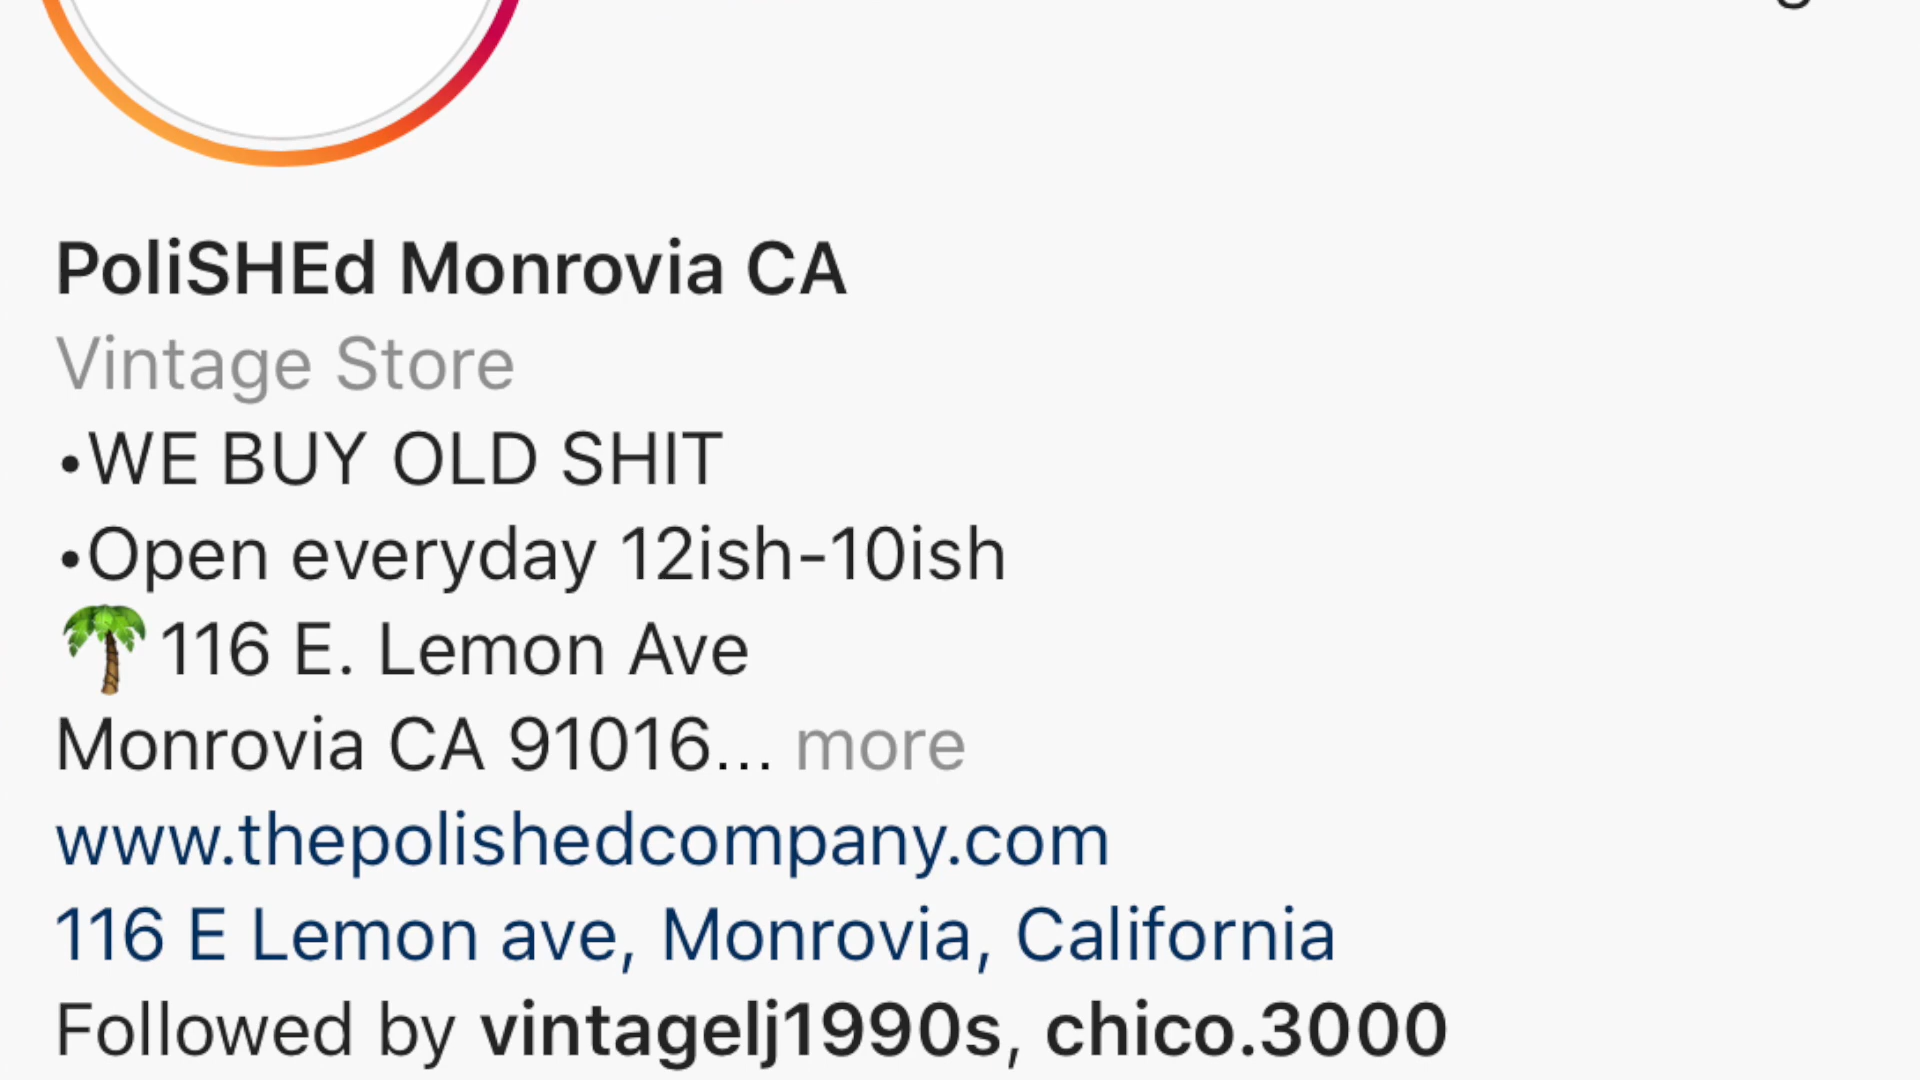 PoliSHEd Monrovia CA
Vintage Store
•WE BUY OLD SHIT
•Open everyday 12ish-10ish
🌴116 E. Lemon Ave
Monrovia CA 91016... more
www.thepolishedcompany.com
116 E Lemon ave, Monrovia, California
Followed by vintagelj1990s, chico.3000